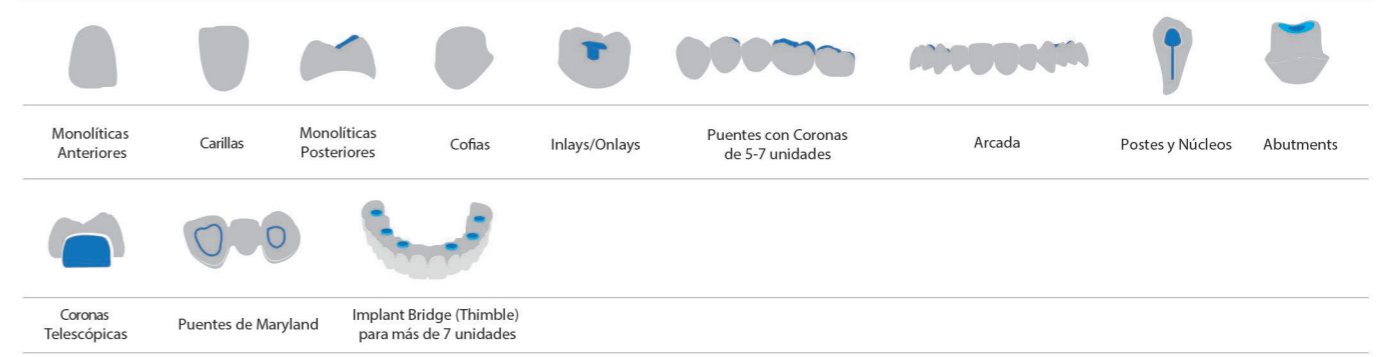 Monolíticas
Anteriores
Carillas
Monolíticas
Posteriores
Cofias
Inlays/Onlays
Puentes con Coronas
de 5-7 unidades
Arcada
Postes y Núcleos
Abutments
Coronas
Telescópicas
Puentes de Maryland
Implant Bridge (Thimble)
para más de 7 unidades